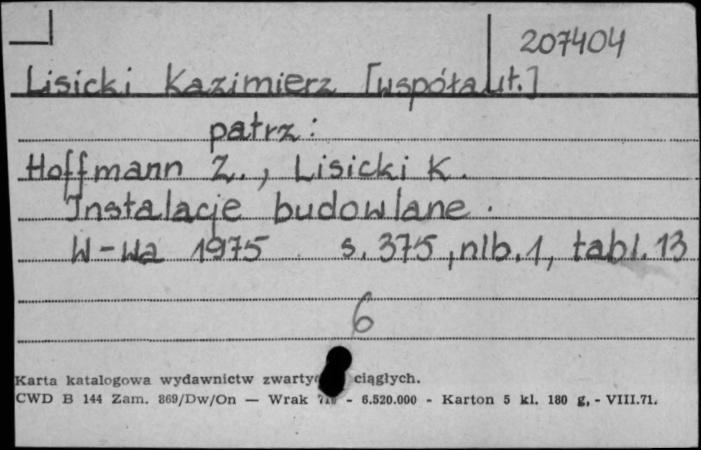 207404
Lisicki Kazimierz [współaut.]
patrz:
Hoffmann Z., Lisicki K.
Instalacje budowlane.
W-wa 1975 s. 375, nlb. 1, tabl. 13
6
Karta katalogowa wydawnictw ciągłych.
CWD B 144 Zam. 869/Dw/On — Wrak - 6.520.000 - Karton 5 kl. 180 g, - VIII.71.